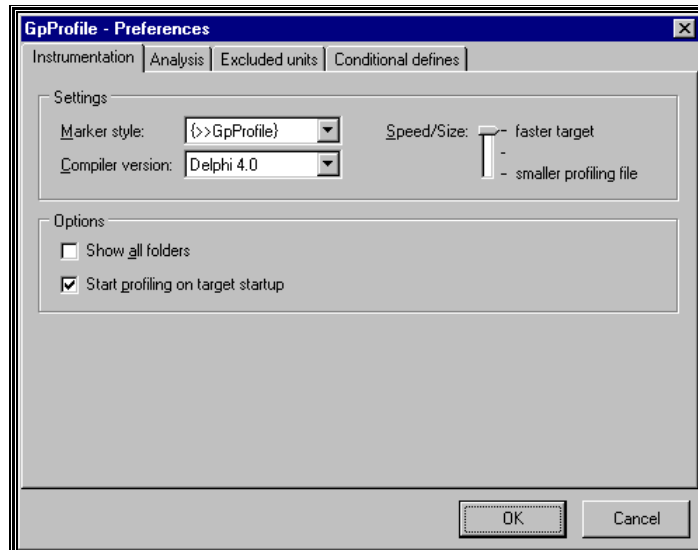 GpProfile - Preferences
Instrumentation Analysis Excluded units Conditional defines
Settings
Marker style: {>>GpProfile} Speed/Size: - faster target
-
Compiler version: Delphi 4.0 - smaller profiling file
Options
Show all folders
Start profiling on target startup
OK Cancel